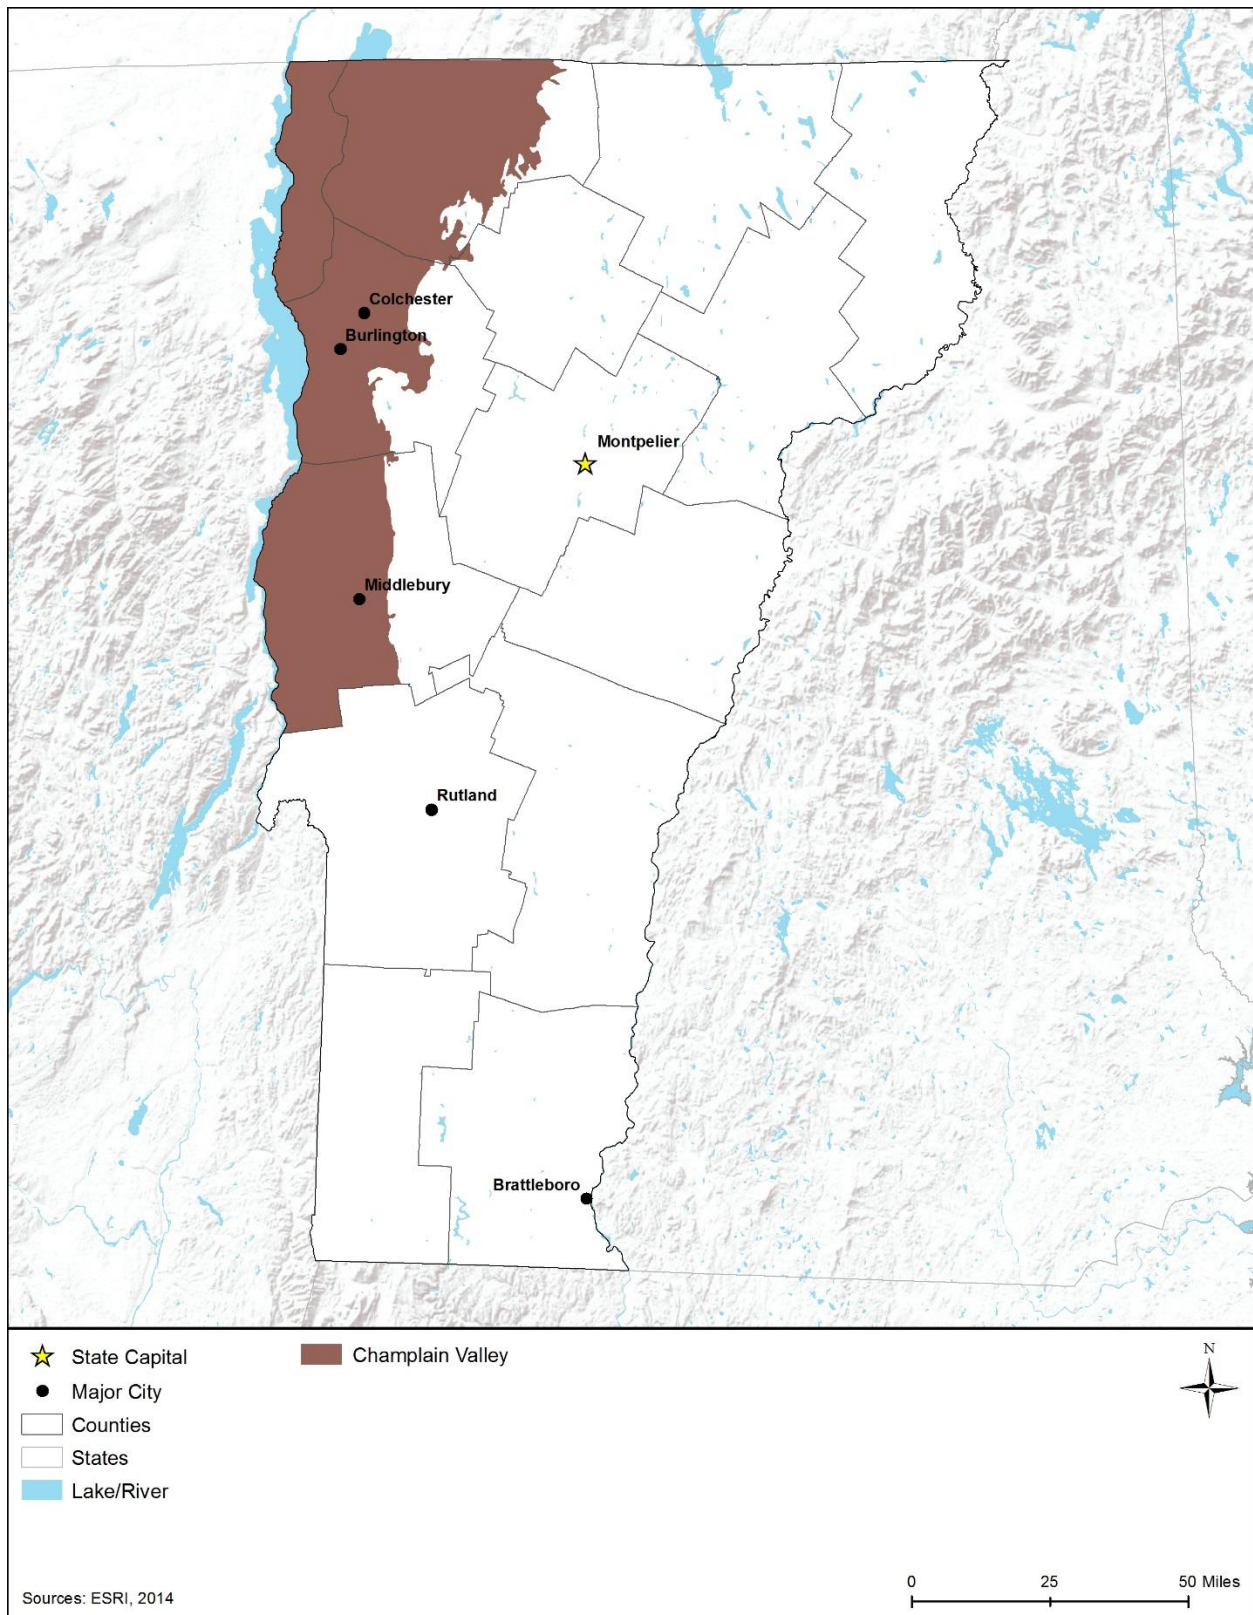 Colchester
Burlington
Montpelier
Middlebury
Rutland
Brattleboro
State Capital
Champlain Valley
Major City
Counties
States
Lake/River
N
Sources: ESRI, 2014
0 25 50 Miles